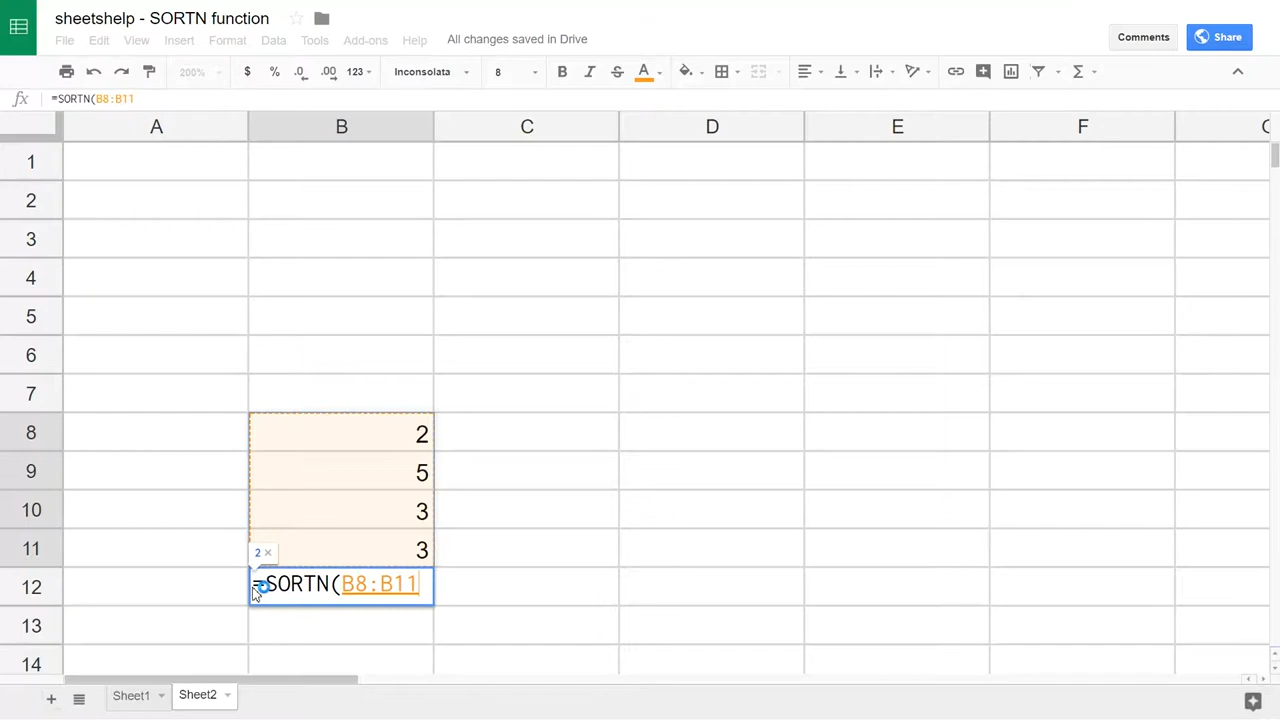 sheetshelp - SORTN function
File Edit View Insert Format Data Tools Add-ons Help All changes saved in Drive
Comments
Share
200% $ % .0 .00 123 Inconsolata 8 B I S A
fx =SORTN(B8:B11
A B C D E F
1
2
3
4
5
6
7
8 2
9 5
10 3
11 3
2 ×
12 =SORTN(B8:B11
13
14
+ Sheet1 Sheet2